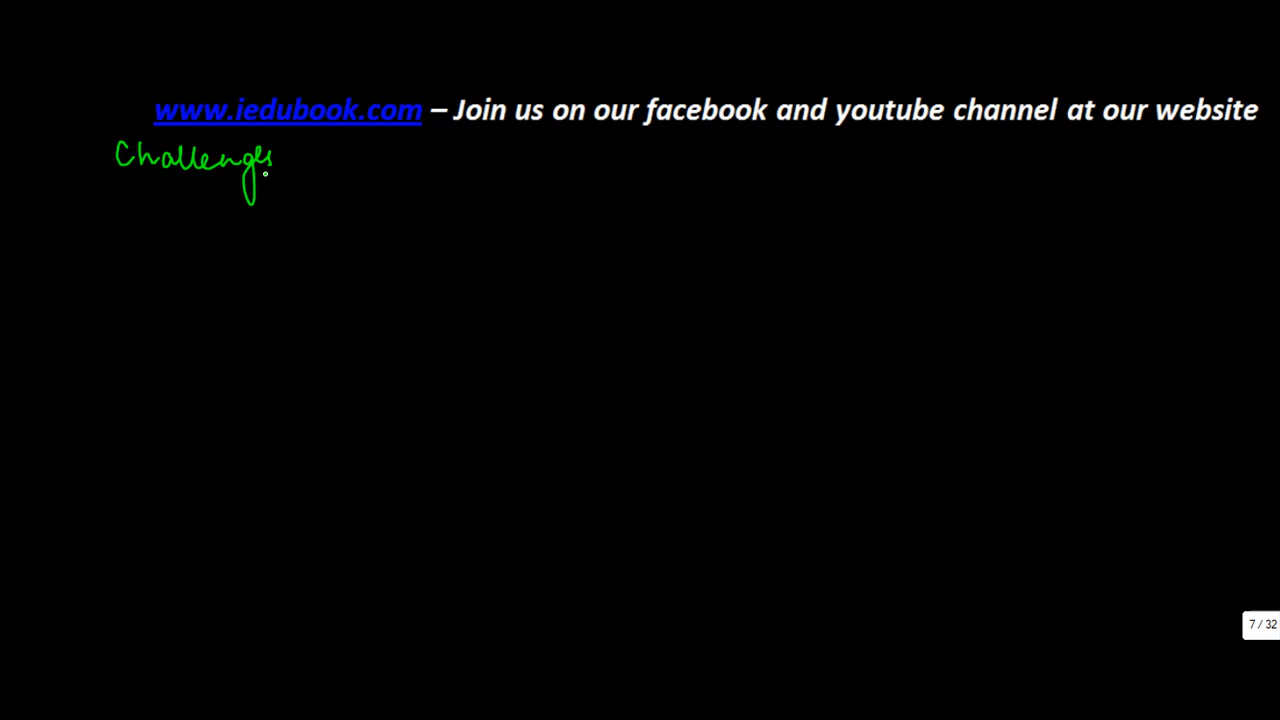 www.iedubook.com – Join us on our facebook and youtube channel at our website
Challenges
7 / 32